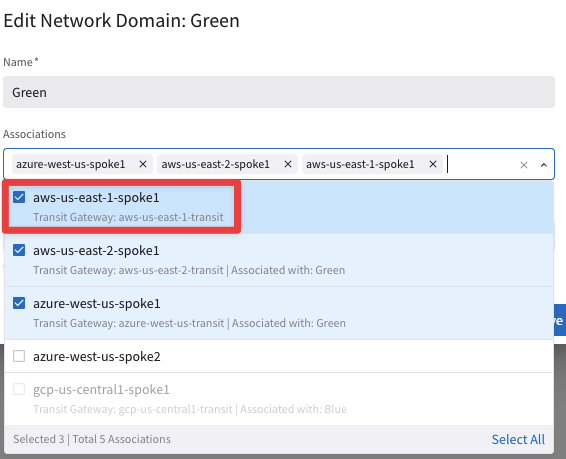 Edit Network Domain: Green
Name*
Green
Associations
azure-west-us-spoke1 × aws-us-east-2-spoke1 × aws-us-east-1-spoke1 ×
aws-us-east-1-spoke1
Transit Gateway: aws-us-east-1-transit
aws-us-east-2-spoke1
Transit Gateway: aws-us-east-2-transit | Associated with: Green
azure-west-us-spoke1
Transit Gateway: azure-west-us-transit | Associated with: Green
azure-west-us-spoke2
gcp-us-central1-spoke1
Transit Gateway: gcp-us-central1-transit | Associated with: Blue
Selected 3 | Total 5 Associations Select All